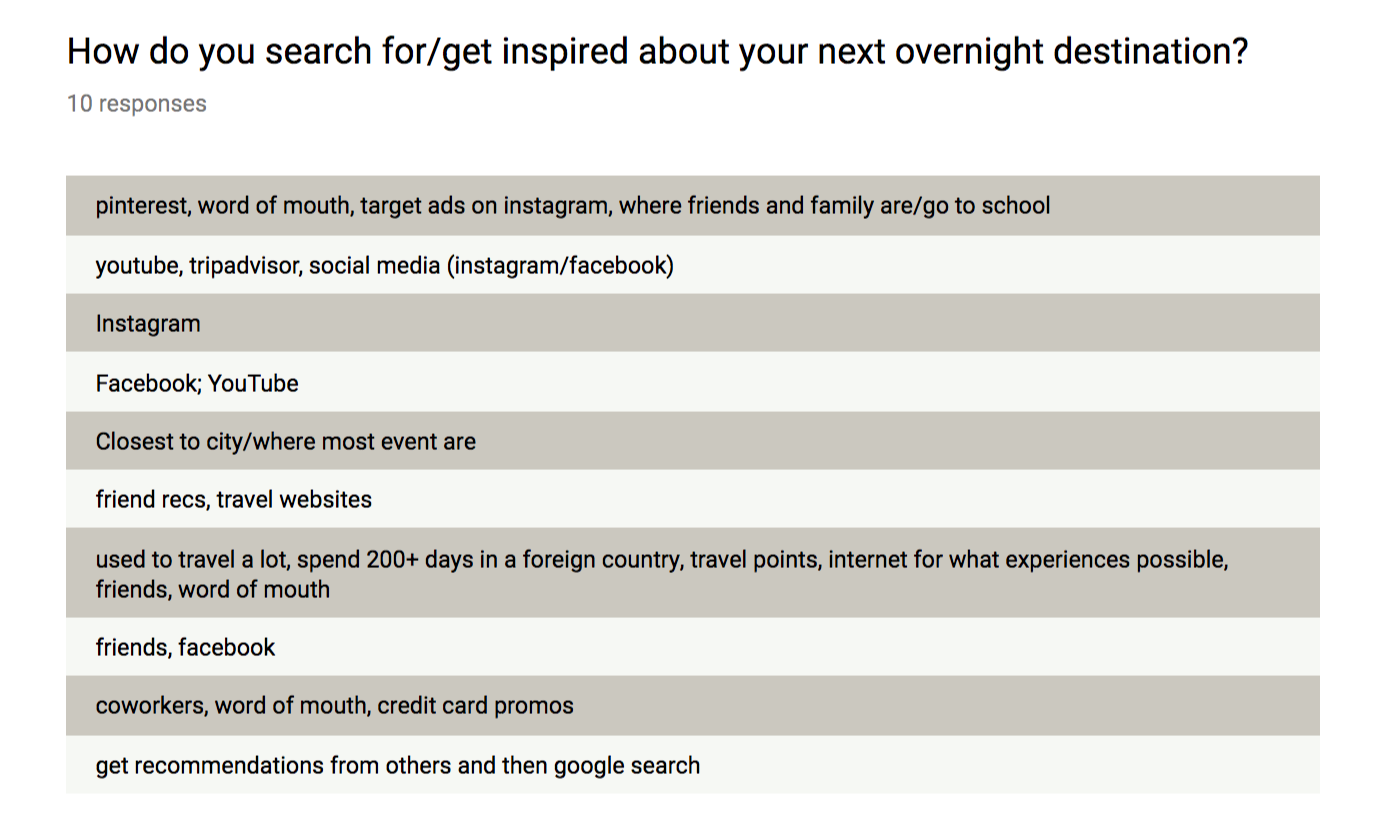 How do you search for/get inspired about your next overnight destination?
10 responses
pinterest, word of mouth, target ads on instagram, where friends and family are/go to school
youtube, tripadvisor, social media (instagram/facebook)
Instagram
Facebook; YouTube
Closest to city/where most event are
friend recs, travel websites
used to travel a lot, spend 200+ days in a foreign country, travel points, internet for what experiences possible,
friends, word of mouth
friends, facebook
coworkers, word of mouth, credit card promos
get recommendations from others and then google search